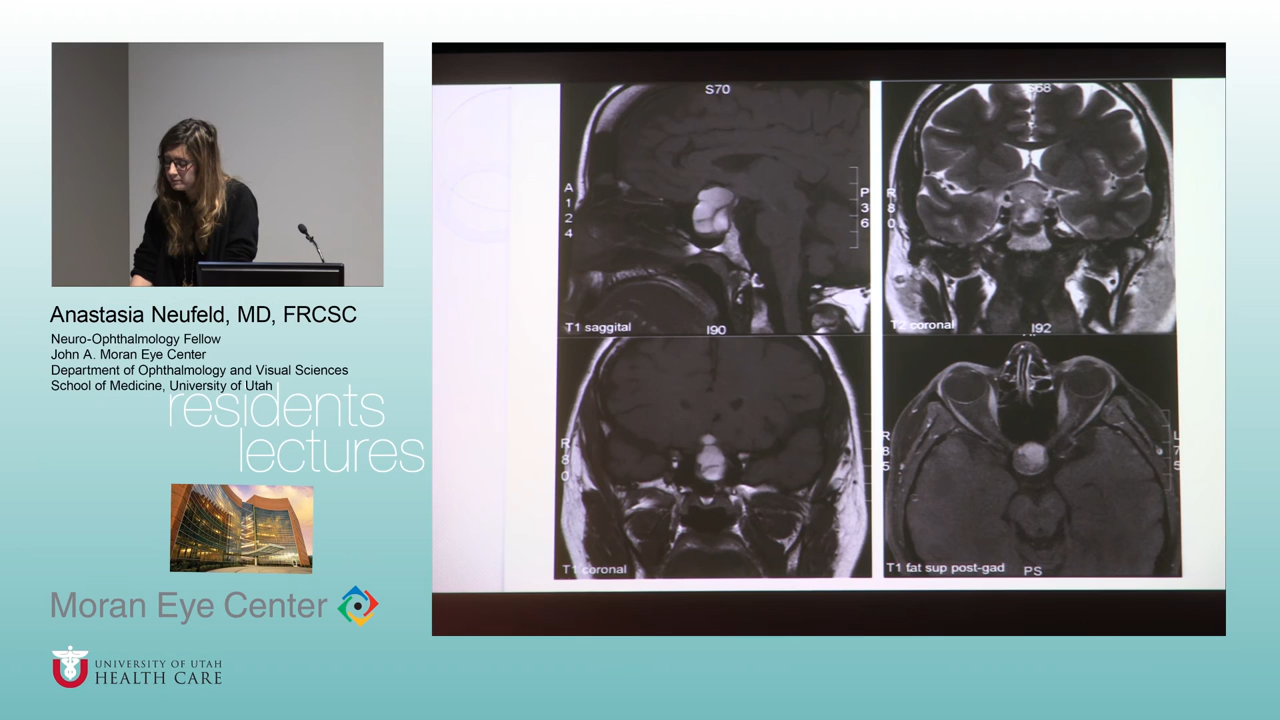 Anastasia Neufeld, MD, FRCSC
Neuro-Ophthalmology Fellow
John A. Moran Eye Center
Department of Ophthalmology and Visual Sciences
School of Medicine, University of Utah
residents
lectures
Moran Eye Center
UNIVERSITY OF UTAH
HEALTH CARE
S70
A
1
2
4
P
3
6
T1 saggital
I90
S68
R
8
0
T2 coronal
I92
R
8
0
T1 coronal
R
8
5
L
7
5
T1 fat sup post-gad
PS